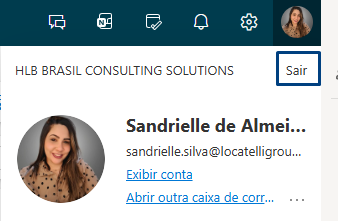 HLB BRASIL CONSULTING SOLUTIONS Sair
Sandrielle de Almei...
sandrielle.silva@locatelligrou...
Exibir conta
Abrir outra caixa de corr... ...